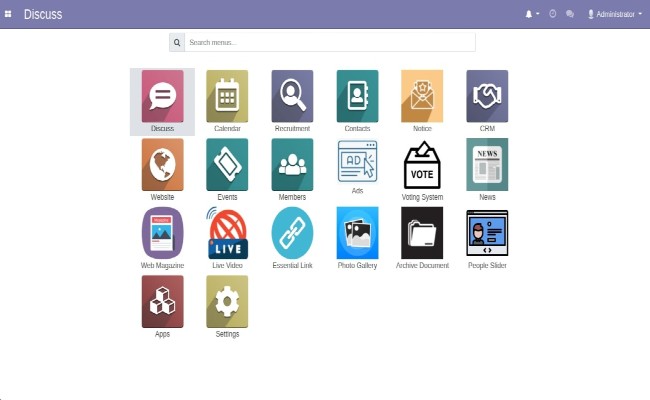 Discuss
Administrator
Search menus...
Discuss
Calendar
Recruitment
Contacts
Notice
CRM
AD
VOTE
NEWS
Website
Events
Members
Ads
Voting System
News
LIVE
Web Magazine
Live Video
Essential Link
Photo Gallery
Archive Document
People Slider
Apps
Settings